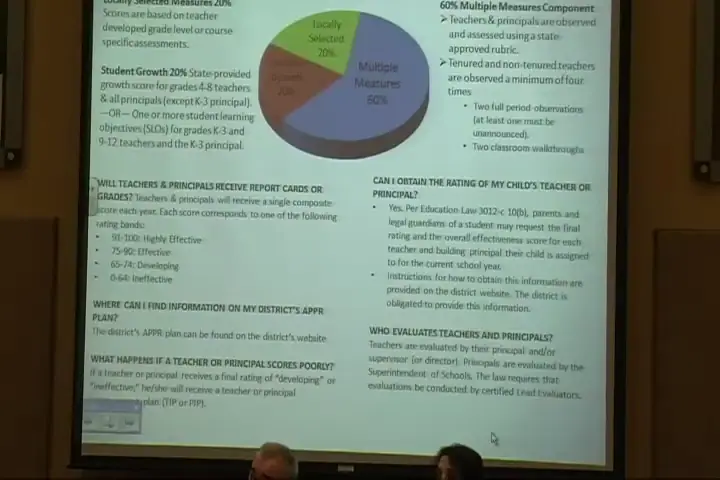 Locally Selected Measures 20%
Scores are based on teacher
developed grade level or course
specific assessments.
Student Growth 20% State-provided
growth score for grades 4-8 teachers
& all principals (except K-3 principal).
—OR— One or more student learning
objectives (SLOs) for grades K-3 and
9-12 teachers and the K-3 principal.
Locally
Selected
20%
Growth
20%
Multiple
Measures
60%
60% Multiple Measures Component
➢ Teachers & principals are observed
and assessed using a state-
approved rubric.
➢ Tenured and non-tenured teachers
are observed a minimum of four
times
• Two full period observations
(at least one must be
unannounced).
• Two classroom walkthroughs
WILL TEACHERS & PRINCIPALS RECEIVE REPORT CARDS OR
GRADES? Teachers & principals will receive a single composite
score each year. Each score corresponds to one of the following
rating bands:
• 91-100: Highly Effective
• 75-90: Effective
• 65-74: Developing
• 0-64: Ineffective
WHERE CAN I FIND INFORMATION ON MY DISTRICT'S APPR
PLAN?
The district's APPR plan can be found on the district's website
WHAT HAPPENS IF A TEACHER OR PRINCIPAL SCORES POORLY?
If a teacher or principal receives a final rating of "developing" or
"ineffective," he/she will receive a teacher or principal
plan (TIP or PIP).
CAN I OBTAIN THE RATING OF MY CHILD'S TEACHER OR
PRINCIPAL?
• Yes. Per Education Law 3012-c 10(b), parents and
legal guardians of a student may request the final
rating and the overall effectiveness score for each
teacher and building principal their child is assigned
to for the current school year.
• Instructions for how to obtain this information are
provided on the district website. The district is
obligated to provide this information.
WHO EVALUATES TEACHERS AND PRINCIPALS?
Teachers are evaluated by their principal and/or
supervisor (or director). Principals are evaluated by the
Superintendent of Schools. The law requires that
evaluations be conducted by certified Lead Evaluators.